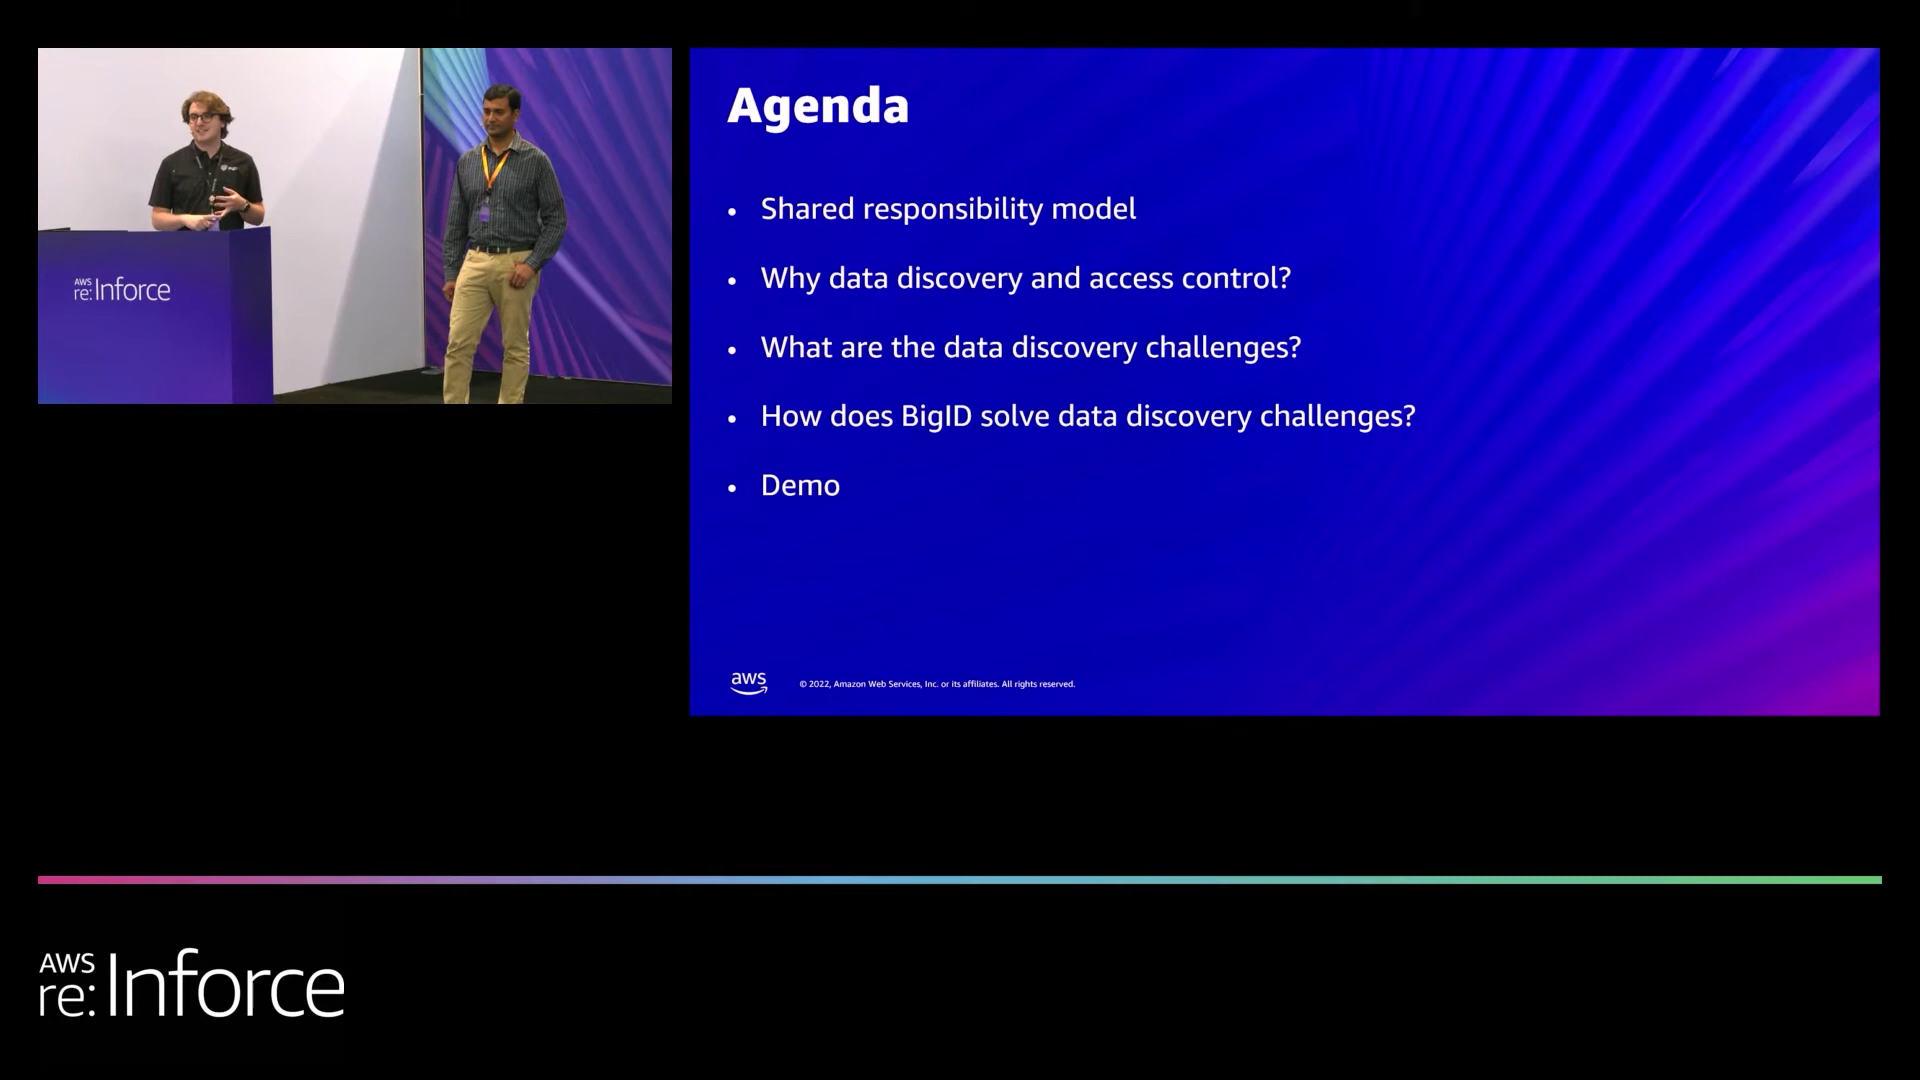 AWS
re:Inforce
Agenda
• Shared responsibility model
• Why data discovery and access control?
• What are the data discovery challenges?
• How does BigID solve data discovery challenges?
• Demo
aws
© 2022, Amazon Web Services, Inc. or its affiliates. All rights reserved.
AWS
re:Inforce